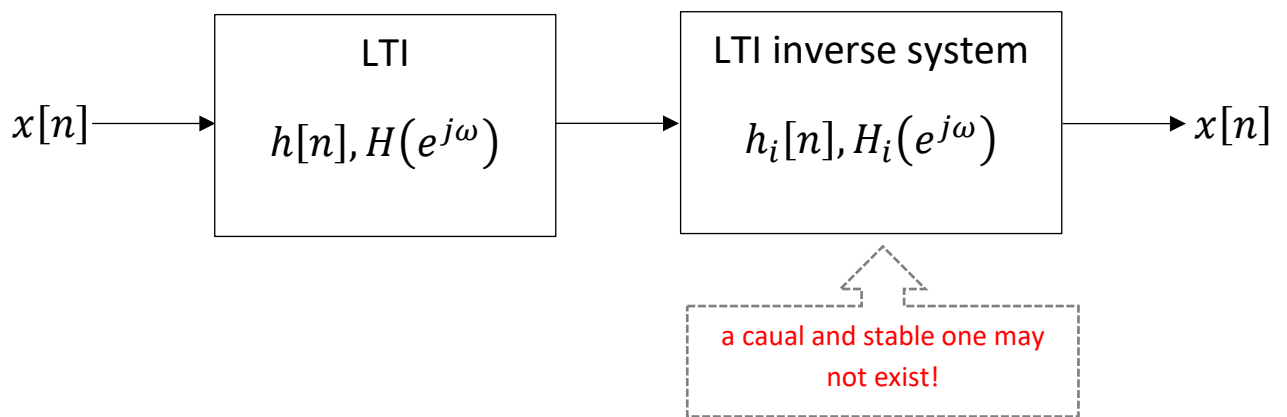 LTI
LTI inverse system
x[n]
h[n], H(e^{jω})
h_i[n], H_i(e^{jω})
x[n]
a caual and stable one may
not exist!